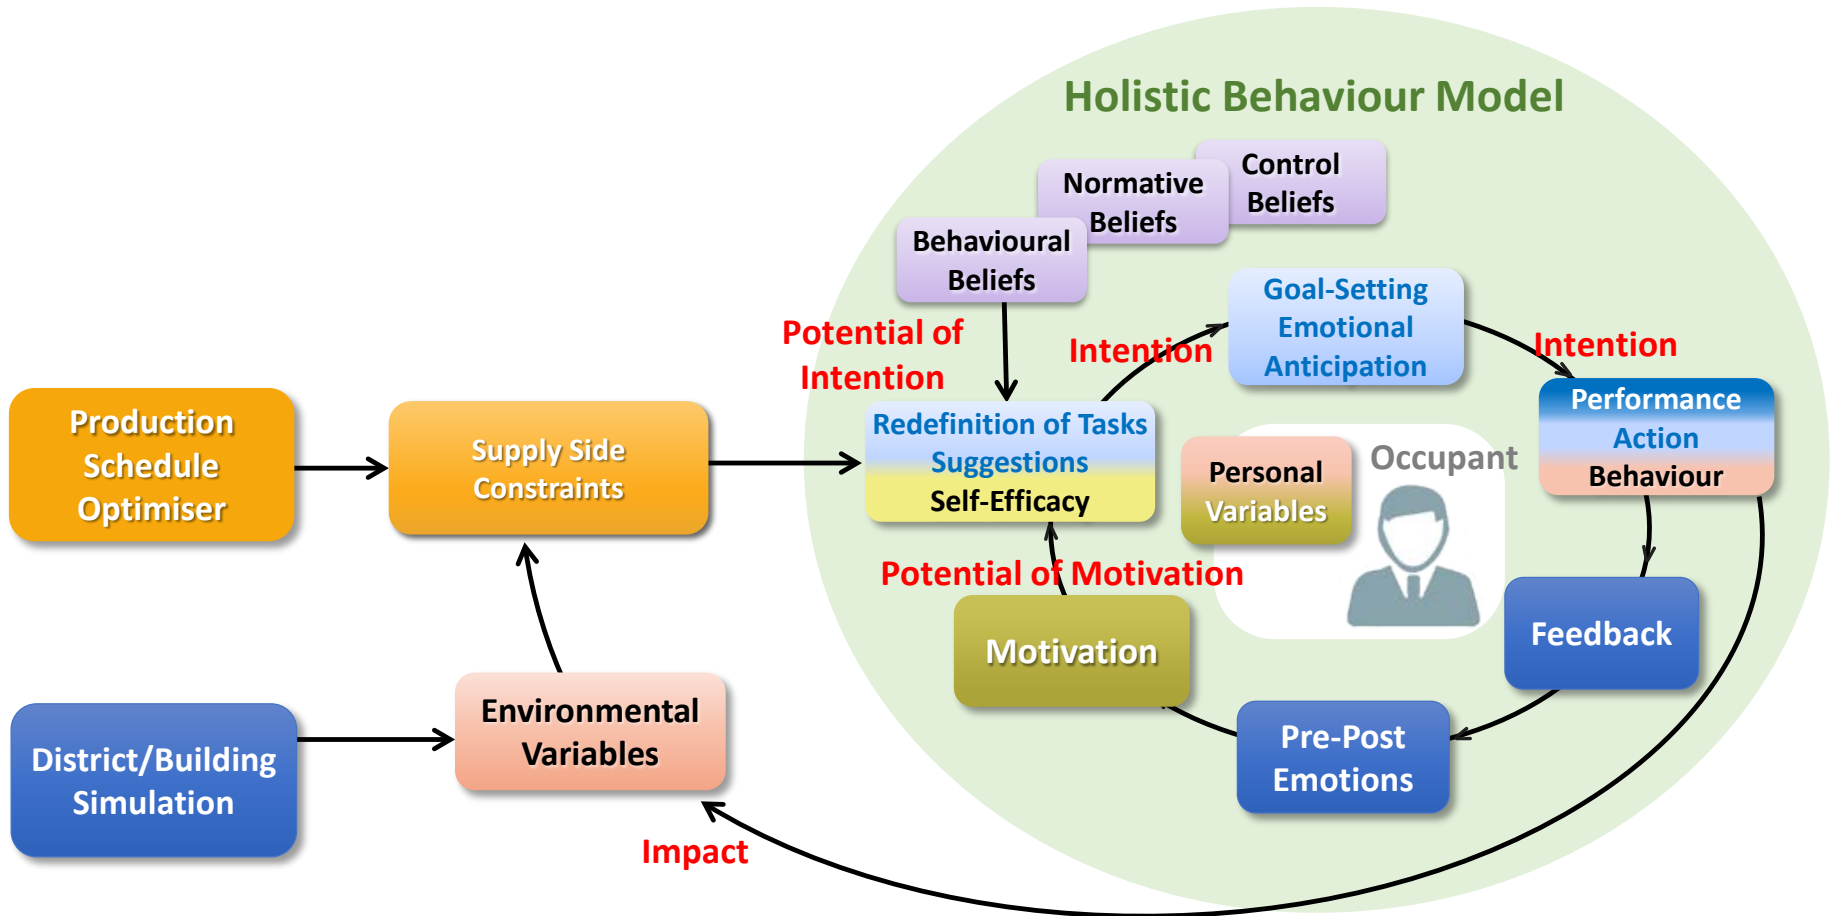 Holistic Behaviour Model
Control
Beliefs
Normative
Beliefs
Behavioural
Beliefs
Goal-Setting
Emotional
Anticipation
Potential of
Intention
Intention
Intention
Production
Schedule
Optimiser
Supply Side
Constraints
Redefinition of Tasks
Suggestions
Self-Efficacy
Personal
Variables
Occupant
Performance
Action
Behaviour
Potential of Motivation
Motivation
Feedback
Environmental
Variables
District/Building
Simulation
Pre-Post
Emotions
Impact